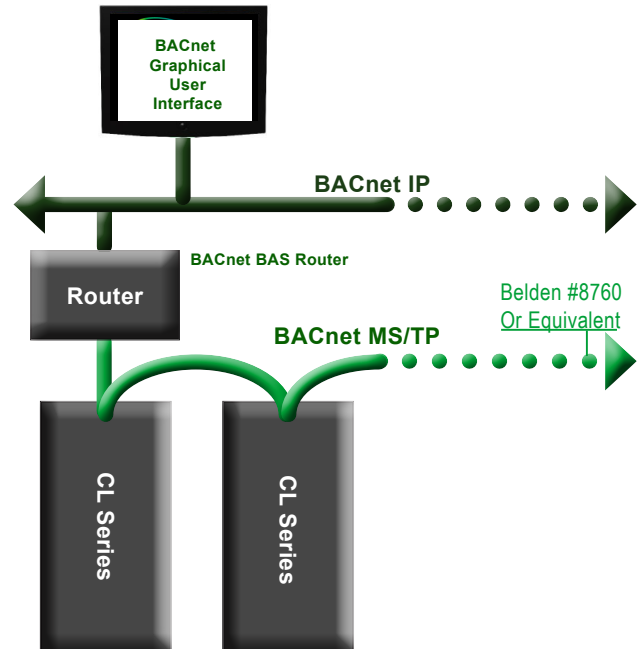 BACnet
Graphical
User
Interface
BACnet IP
BACnet BAS Router
Router
Belden #8760
Or Equivalent
BACnet MS/TP
CL Series
CL Series